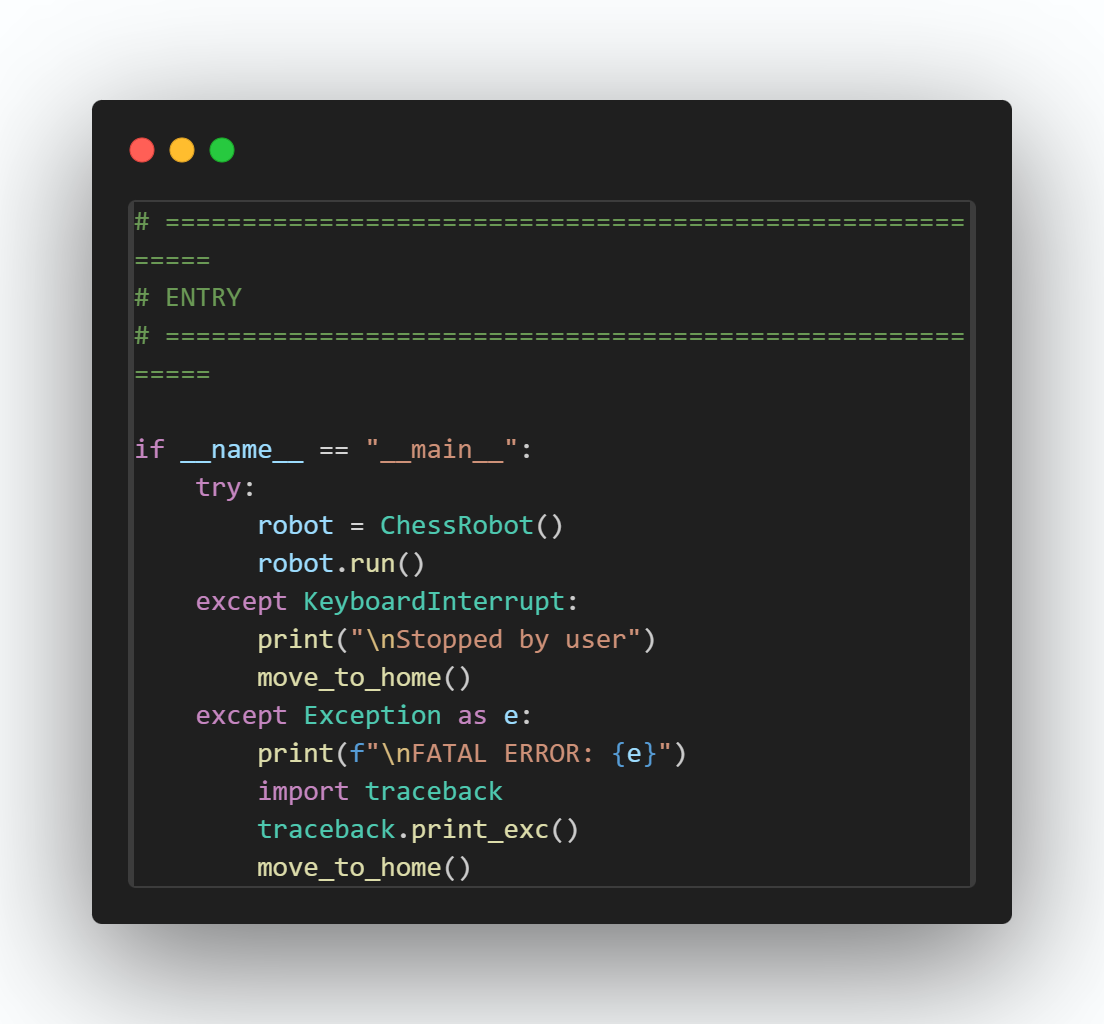 # ====================================================
=====
# ENTRY
# ====================================================
=====
if __name__ == "__main__":
    try:
        robot = ChessRobot()
        robot.run()
    except KeyboardInterrupt:
        print("\nStopped by user")
        move_to_home()
    except Exception as e:
        print(f"\nFATAL ERROR: {e}")
        import traceback
        traceback.print_exc()
        move_to_home()